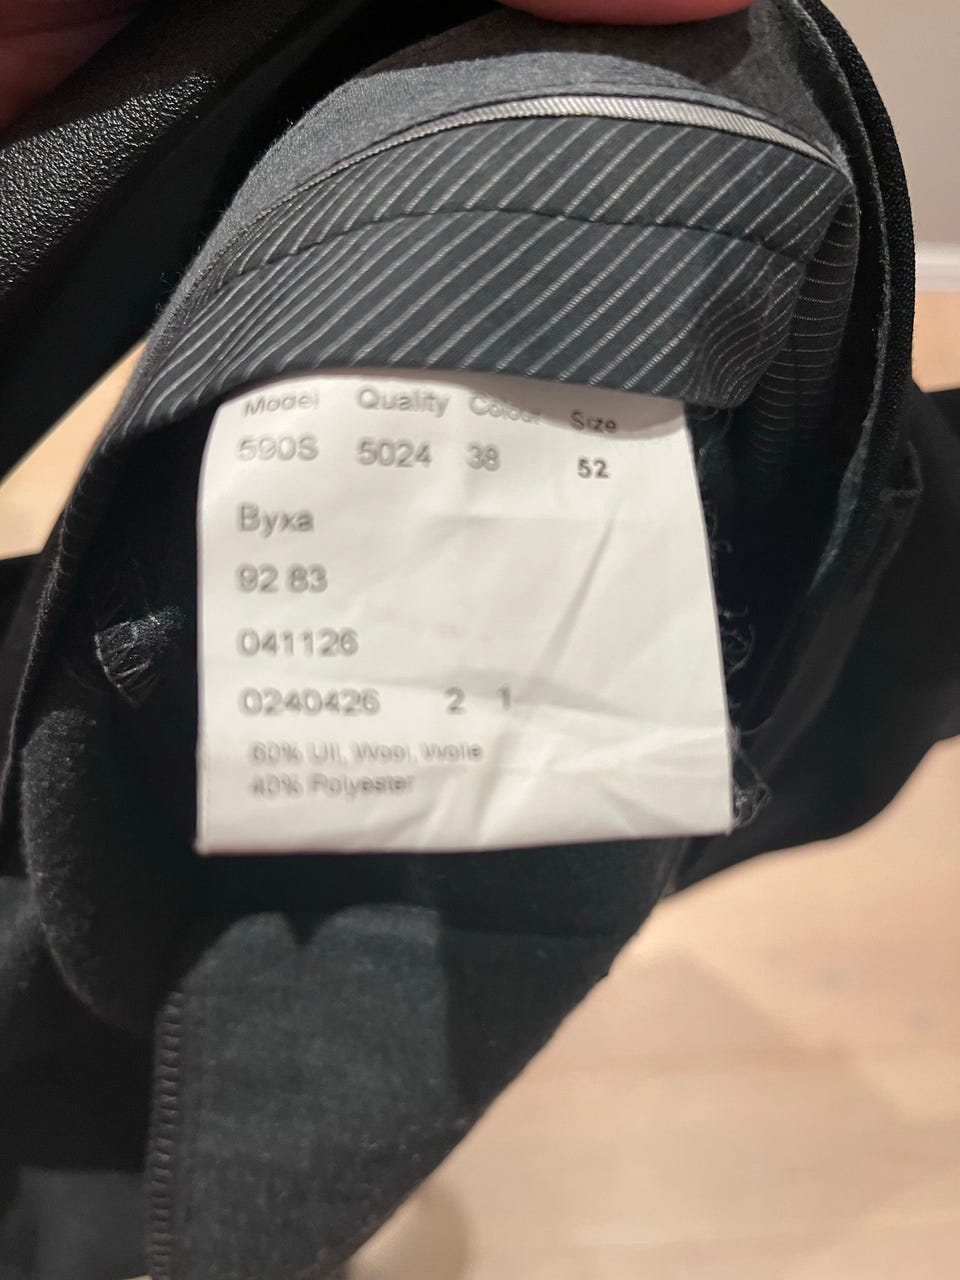 Model Quality Colour Size
590S 5024 38 52
Byxa
92 83
041126
0240426 2 1
60% Ull, Wool, Wolle
40% Polyester